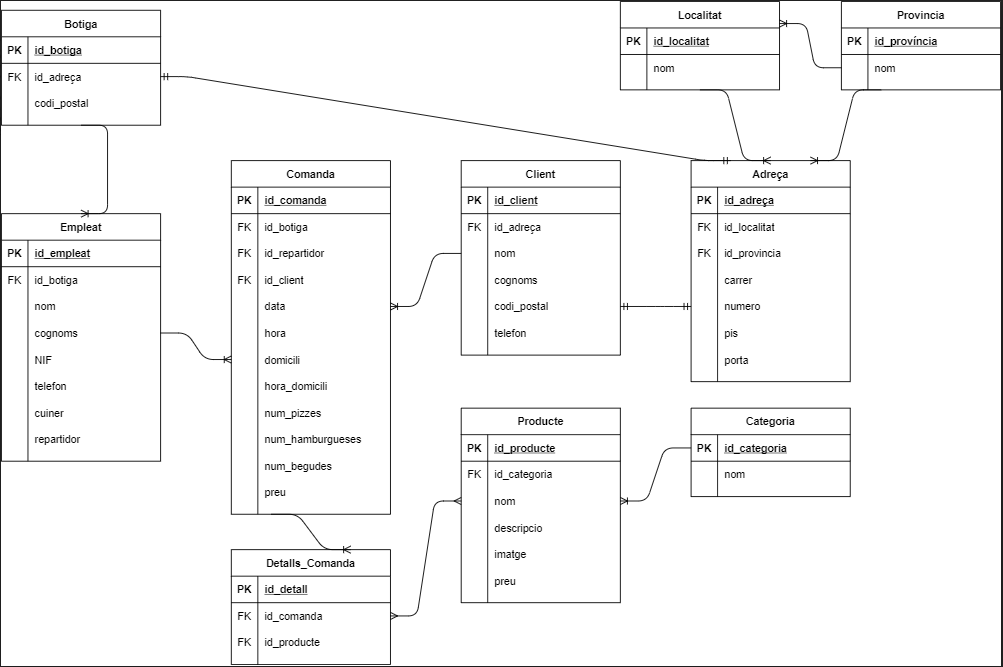 Botiga
PK id_botiga
FK id_adreça
codi_postal
Localitat
PK id_localitat
nom
Provincia
PK id_província
nom
Empleat
PK id_empleat
FK id_botiga
nom
cognoms
NIF
telefon
cuiner
repartidor
Comanda
PK id_comanda
FK id_botiga
FK id_repartidor
FK id_client
data
hora
domicili
hora_domicili
num_pizzes
num_hamburgueses
num_begudes
preu
Client
PK id_client
FK id_adreça
nom
cognoms
codi_postal
telefon
Adreça
PK id_adreça
FK id_localitat
FK id_provincia
carrer
numero
pis
porta
Producte
PK id_producte
FK id_categoria
nom
descripcio
imatge
preu
Categoria
PK id_categoria
nom
Detalls_Comanda
PK id_detall
FK id_comanda
FK id_producte